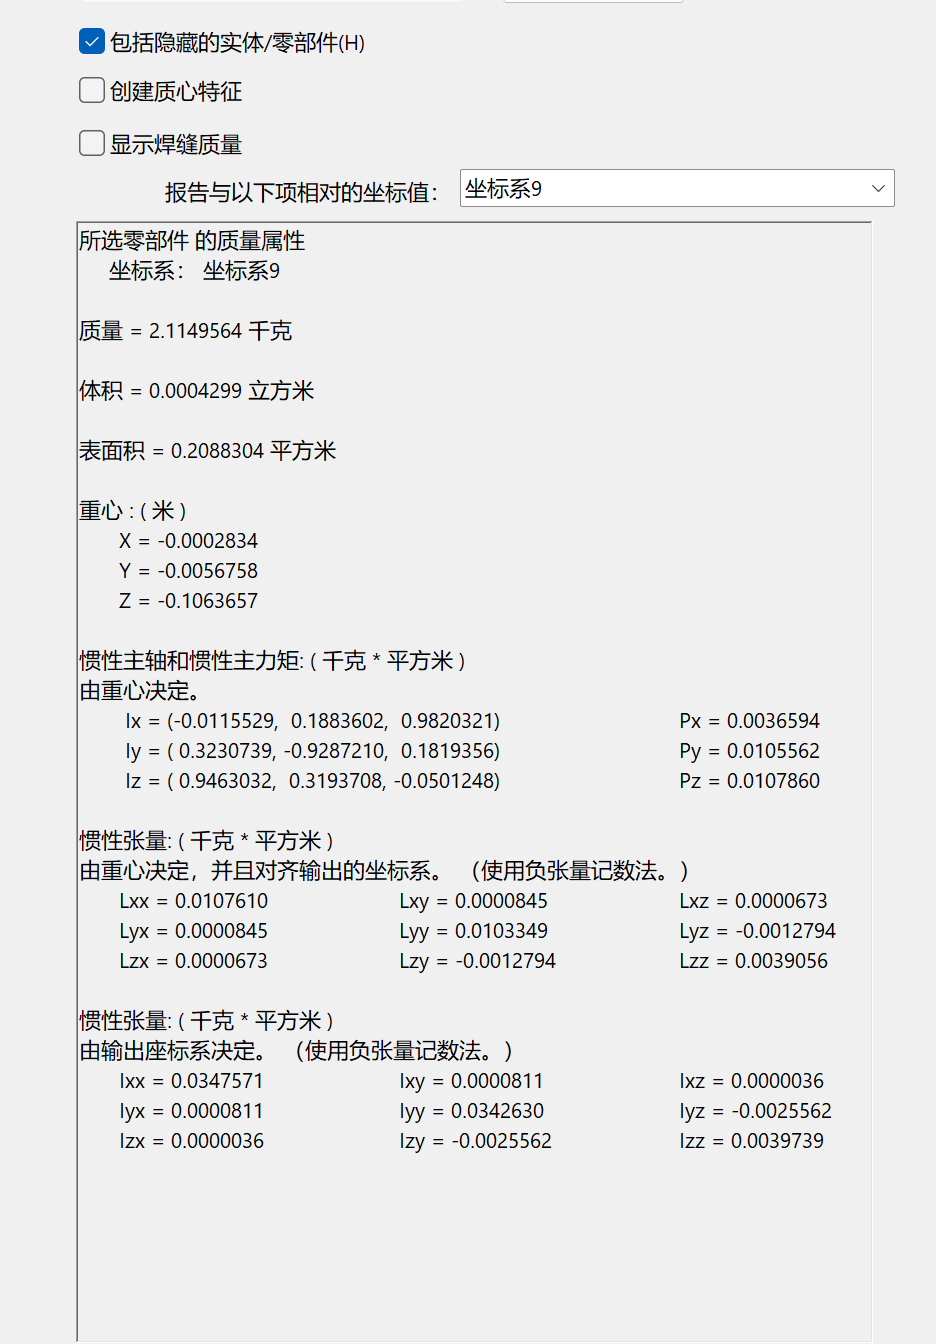 包括隐藏的实体/零部件(H)
创建质心特征
显示焊缝质量
报告与以下项相对的坐标值： 坐标系9
所选零部件 的质量属性
坐标系： 坐标系9
质量 = 2.1149564 千克
体积 = 0.0004299 立方米
表面积 = 0.2088304 平方米
重心 : ( 米 )
X = -0.0002834
Y = -0.0056758
Z = -0.1063657
惯性主轴和惯性主力矩: ( 千克 * 平方米 )
由重心决定。
Ix = (-0.0115529, 0.1883602, 0.9820321) Px = 0.0036594
Iy = ( 0.3230739, -0.9287210, 0.1819356) Py = 0.0105562
Iz = ( 0.9463032, 0.3193708, -0.0501248) Pz = 0.0107860
惯性张量: ( 千克 * 平方米 )
由重心决定，并且对齐输出的坐标系。 （使用负张量记数法。）
Lxx = 0.0107610 Lxy = 0.0000845 Lxz = 0.0000673
Lyx = 0.0000845 Lyy = 0.0103349 Lyz = -0.0012794
Lzx = 0.0000673 Lzy = -0.0012794 Lzz = 0.0039056
惯性张量: ( 千克 * 平方米 )
由输出座标系决定。 （使用负张量记数法。）
Ixx = 0.0347571 Ixy = 0.0000811 Ixz = 0.0000036
Iyx = 0.0000811 Iyy = 0.0342630 Iyz = -0.0025562
Izx = 0.0000036 Izy = -0.0025562 Izz = 0.0039739